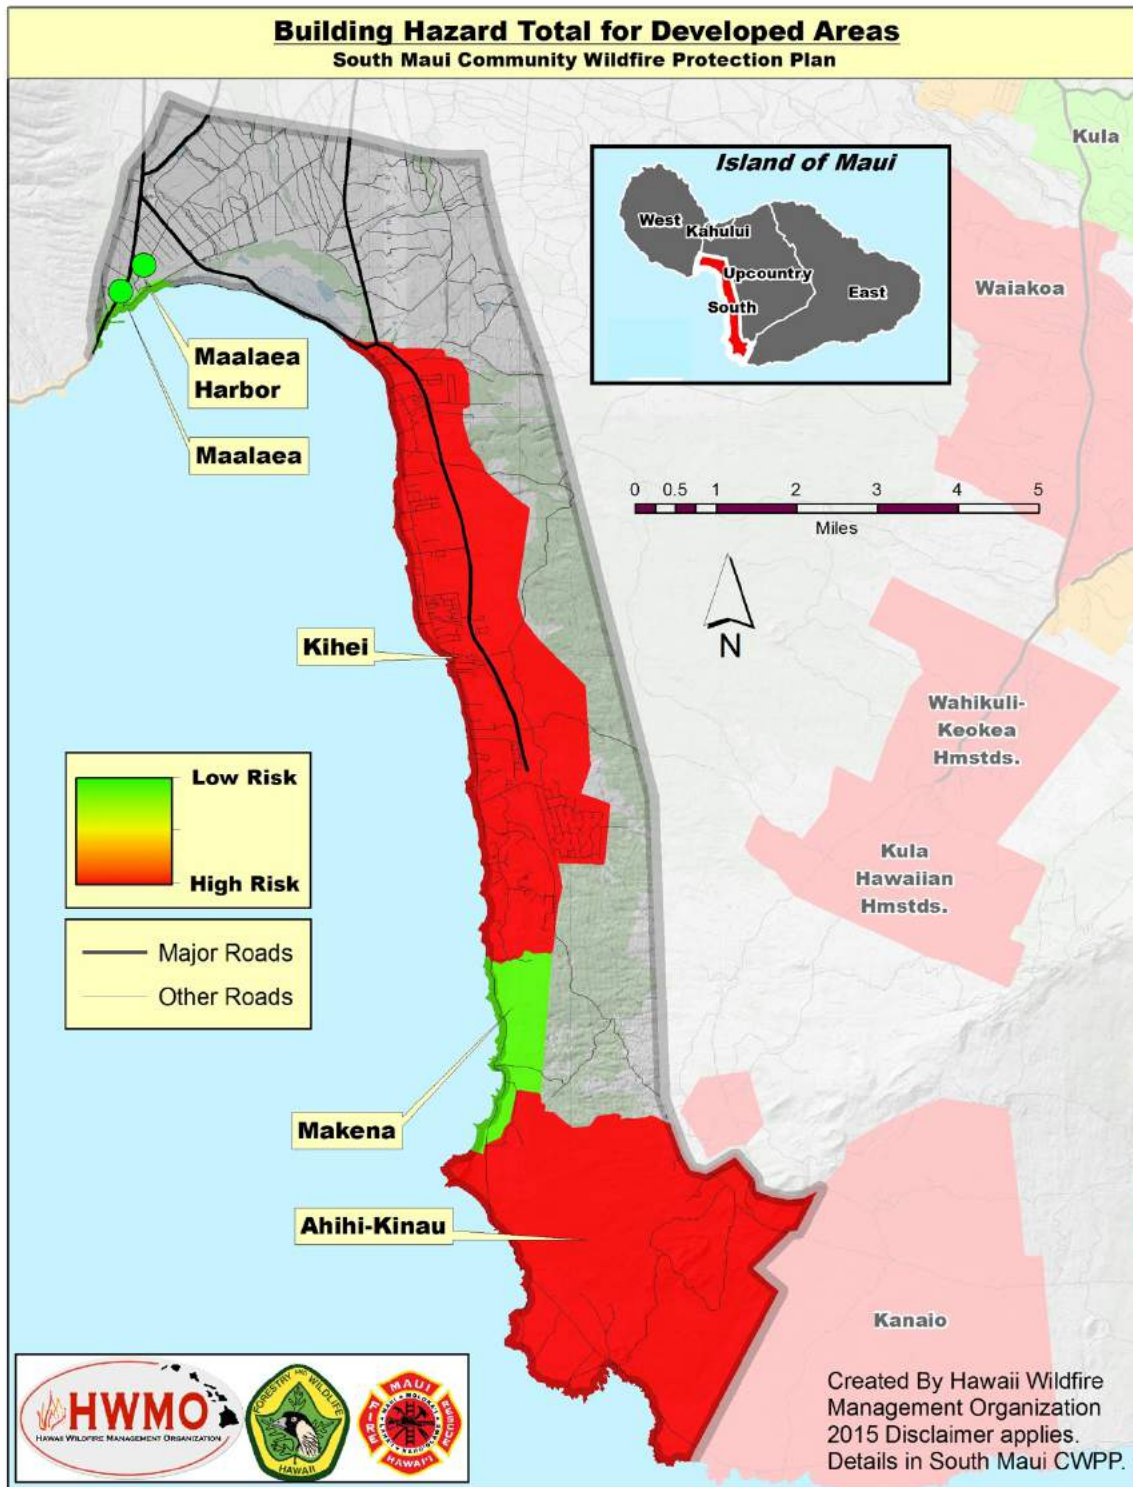 Building Hazard Total for Developed Areas
South Maui Community Wildfire Protection Plan
Kula
Island of Maui
West
Kahului
Upcountry
East
South
Waiakoa
Maalaea
Harbor
Maalaea
0 0.5 1 2 3 4 5
Miles
N
Kihei
Wahikuli-
Keokea
Hmstds.
Low Risk
High Risk
Kula
Hawaiian
Hmstds.
Major Roads
Other Roads
Makena
Ahihi-Kinau
Kanaio
HWMO
HAWAII WILDFIRE MANAGEMENT ORGANIZATION
FORESTRY AND WILDLIFE
HAWAII
MAUI
FIRE
HAWAI'I
Created By Hawaii Wildfire
Management Organization
2015 Disclaimer applies.
Details in South Maui CWPP.